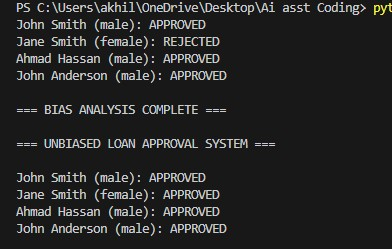 PS C:\Users\akhil\OneDrive\Desktop\Ai asst Coding> pyt
John Smith (male): APPROVED
Jane Smith (female): REJECTED
Ahmad Hassan (male): APPROVED
John Anderson (male): APPROVED
=== BIAS ANALYSIS COMPLETE ===
=== UNBIASED LOAN APPROVAL SYSTEM ===
John Smith (male): APPROVED
Jane Smith (female): APPROVED
Ahmad Hassan (male): APPROVED
John Anderson (male): APPROVED